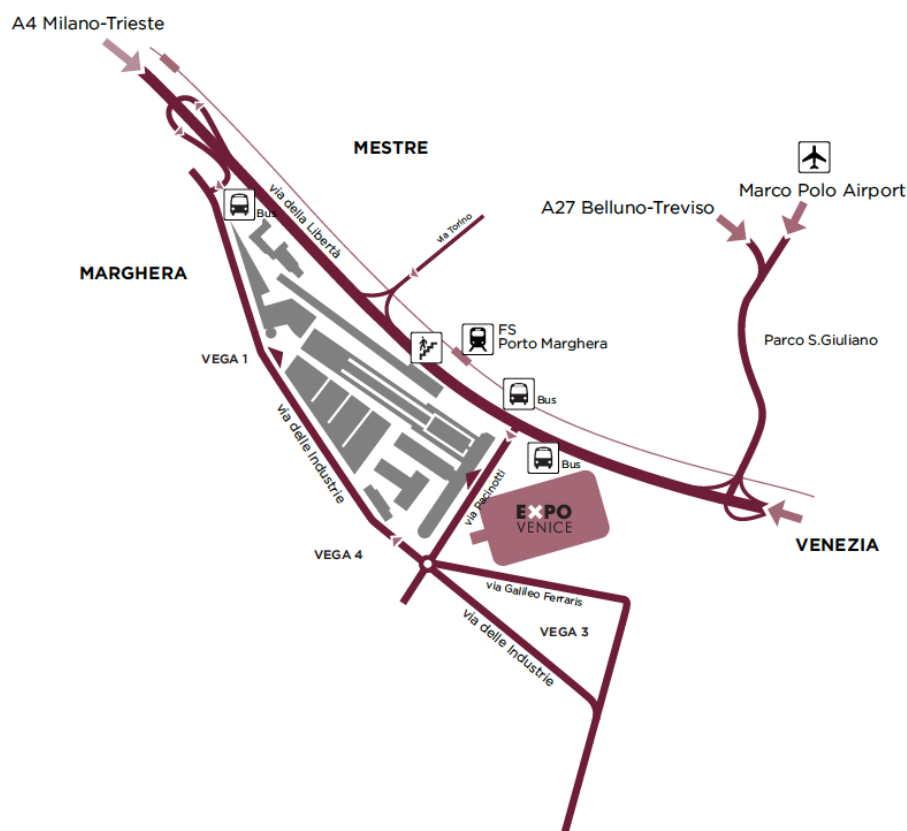 A4 Milano-Trieste
MESTRE
Marco Polo Airport
A27 Belluno-Treviso
via della Libertà
Bus
via Torino
MARGHERA
FS
Porto Marghera
Parco S.Giuliano
VEGA 1
Bus
via delle Industrie
Bus
via Pacinotti
EXPO
VENICE
VENEZIA
VEGA 4
via Galileo Ferraris
VEGA 3
via delle Industrie